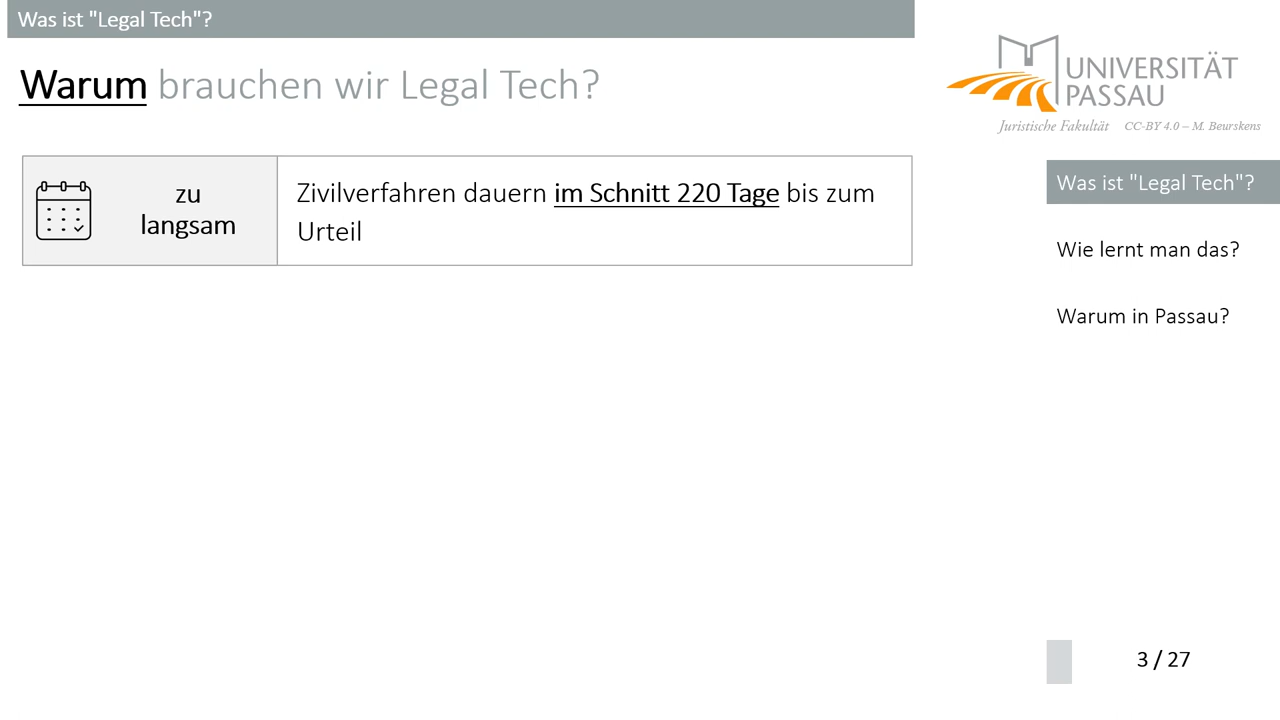 Was ist "Legal Tech"?
Warum brauchen wir Legal Tech?
UNIVERSITÄT
PASSAU
Juristische Fakultät CC-BY 4.0 – M. Beurskens
zu
langsam
Zivilverfahren dauern im Schnitt 220 Tage bis zum
Urteil
Was ist "Legal Tech"?
Wie lernt man das?
Warum in Passau?
3 / 27